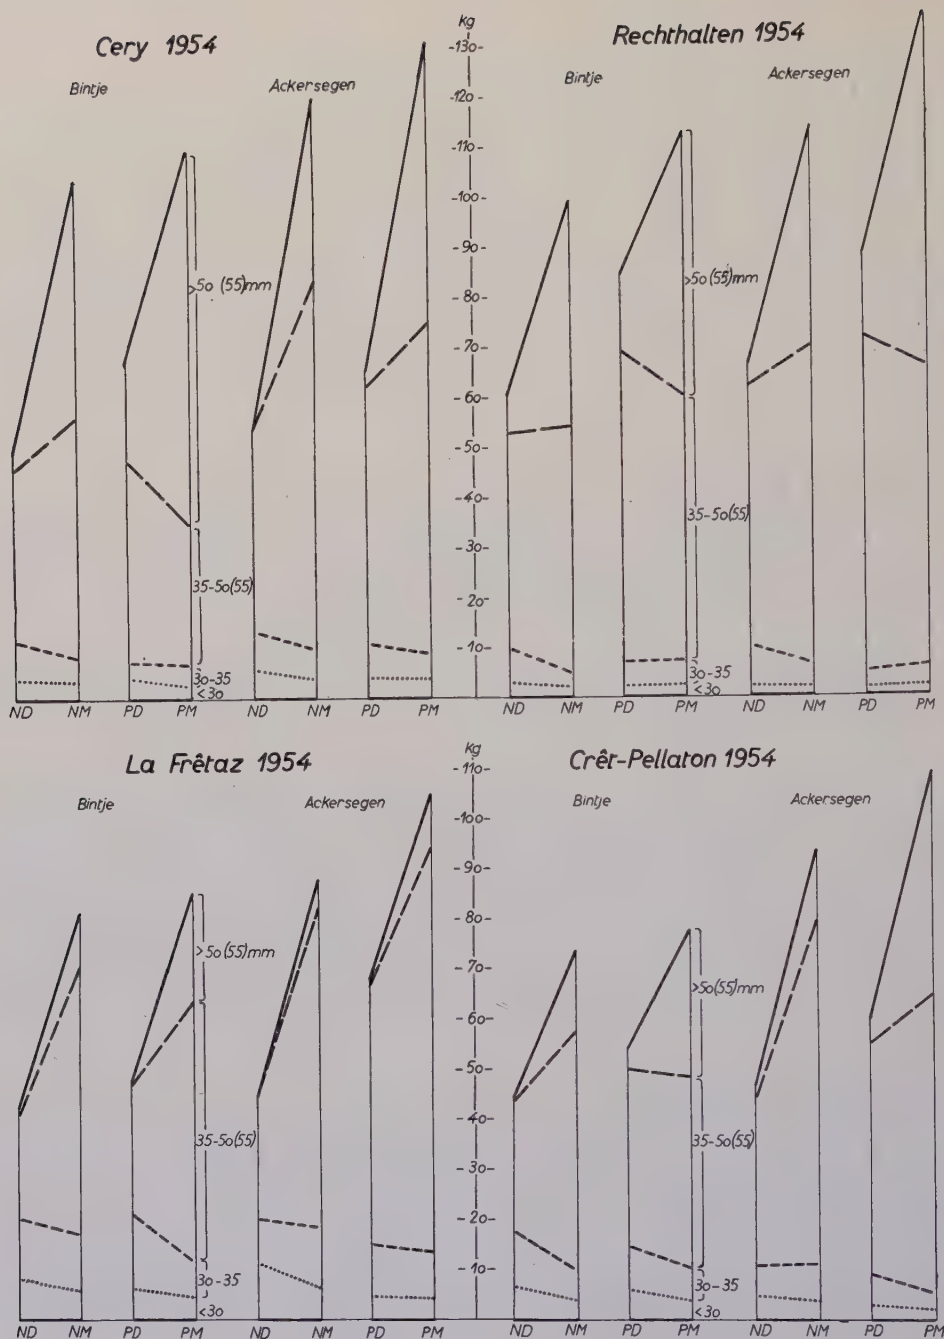 Cery 1954
Bintje
Ackersegen
Kg
Rechthalten 1954
Bintje
Ackersegen
-130-
-120-
-110-
-100-
-90-
-80-
-70-
-60-
-50-
-40-
-30-
-20-
-10-
>50 (55)mm
35-50(55)
30-35
<30
>50(55)mm
35-50(55)
30-35
<30
ND NM PD PM ND NM PD PM
ND NM PD PM ND NM PD PM
La Frêtaz 1954
Bintje
Ackersegen
Kg
Crêt-Pellaton 1954
Bintje
Ackersegen
-110-
-100-
-90-
-80-
-70-
-60-
-50-
-40-
-30-
-20-
-10-
>50(55)mm
35-50(55)
30-35
<30
>50(55)mm
35-50(55)
30-35
<30
ND NM PD PM ND NM PD PM
ND NM PD PM ND NM PD PM